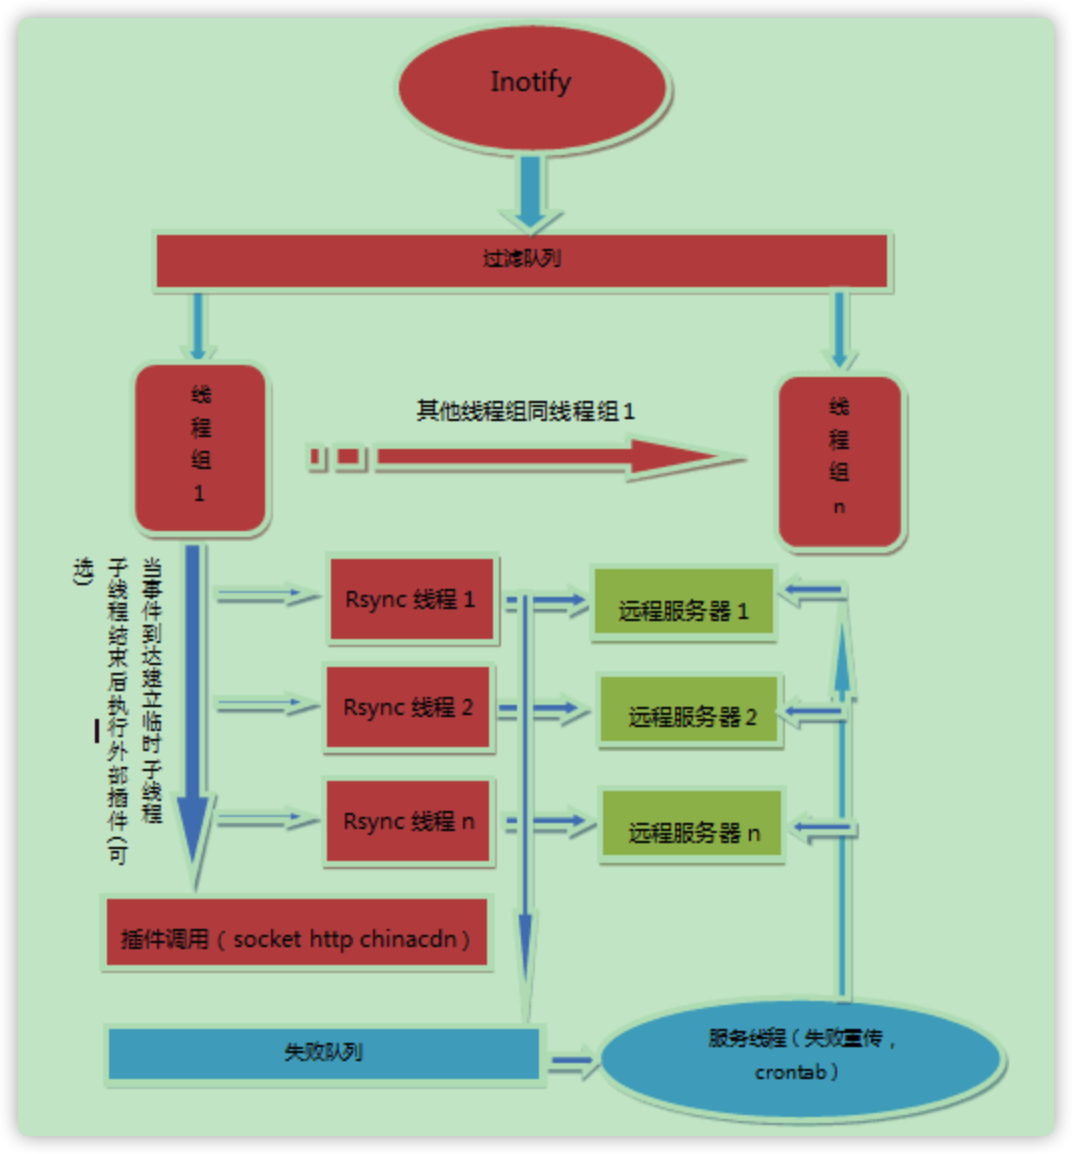 Inotify
过滤队列
线
程
组
1
其他线程组同线程组1
线
程
组
n
当事件到达建立临时子线程
子线程结束后执行外部插件(可
选)
Rsync 线程 1
远程服务器 1
Rsync 线程 2
远程服务器 2
Rsync 线程 n
远程服务器 n
插件调用（socket http chinacdn）
失败队列
服务线程（失败重传，
crontab）